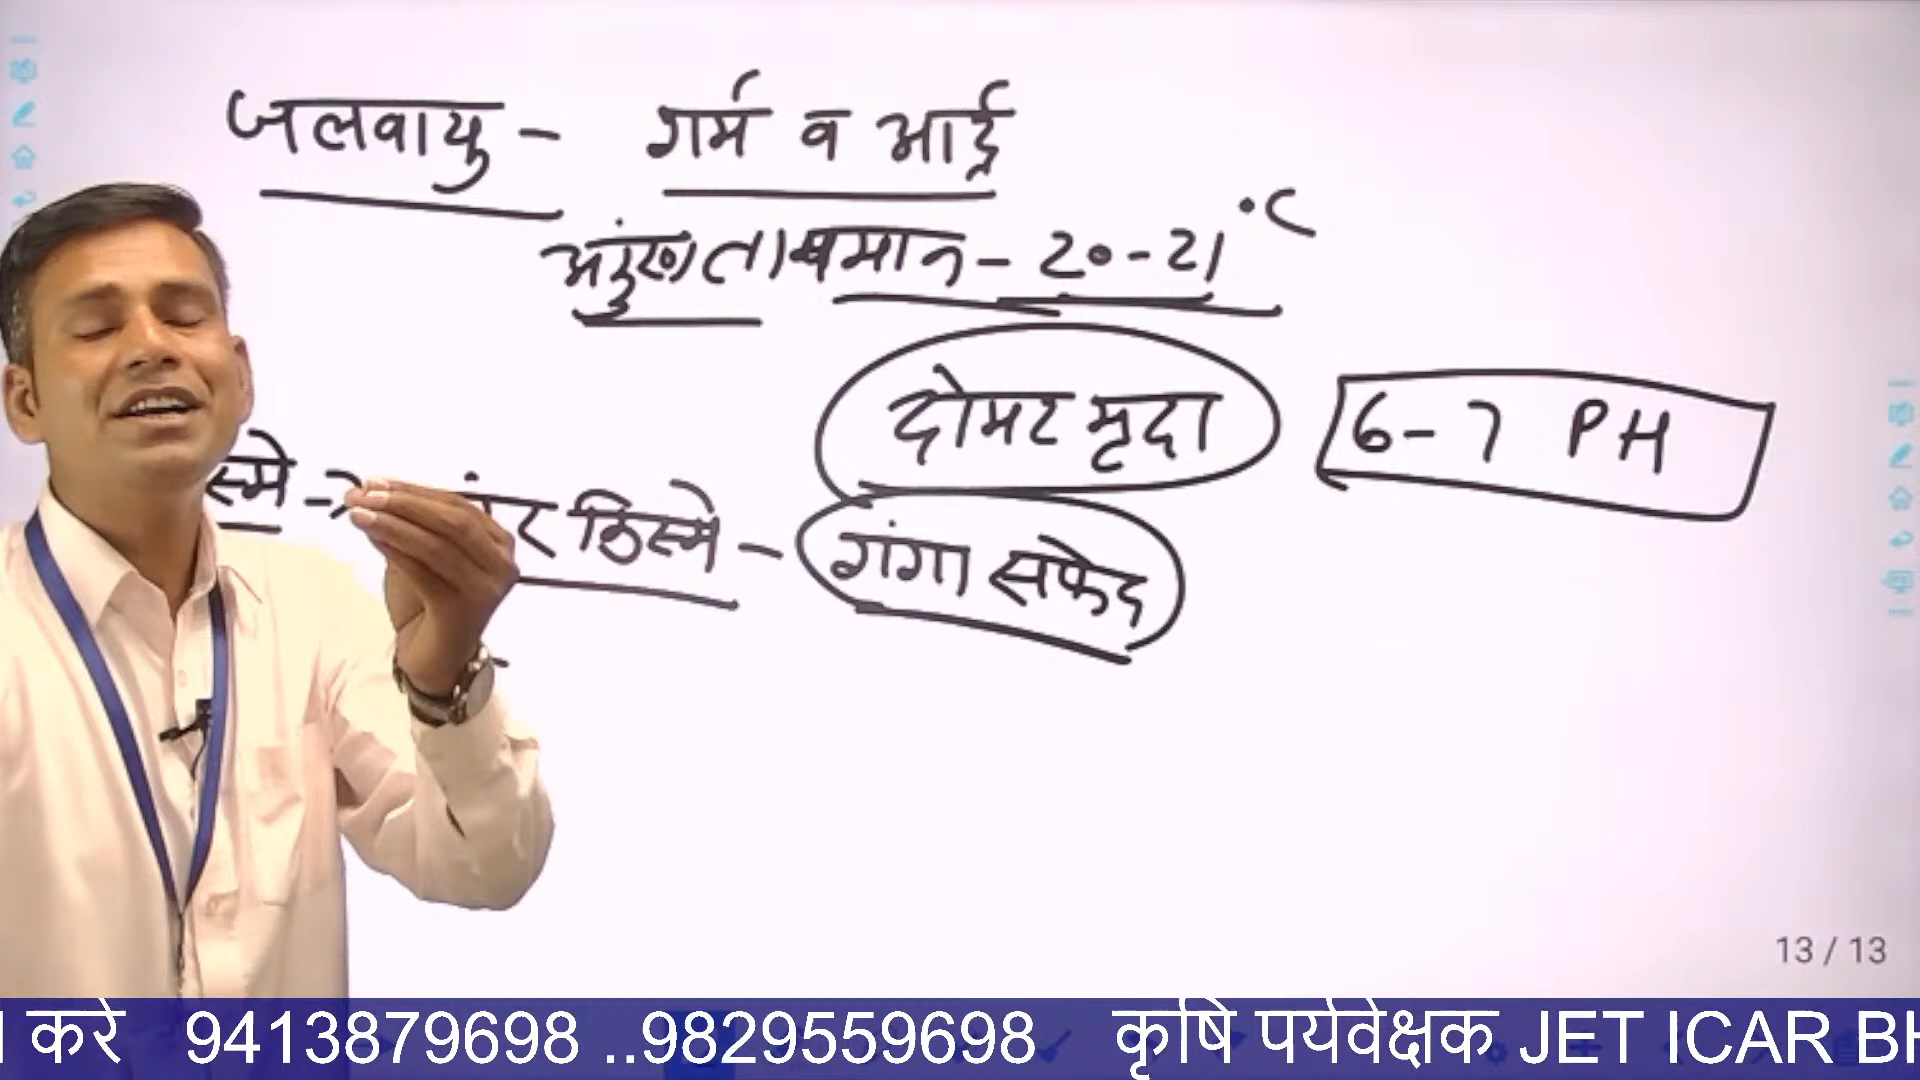 जलवायु - गर्म व आर्द्र
तापमान - 20-21 °C
दोमट मृदा 6-7 PH
किस्मे - गंगा सफेद
13 / 13
करे 9413879698 ..9829559698 कृषि पर्यवेक्षक JET ICAR BH